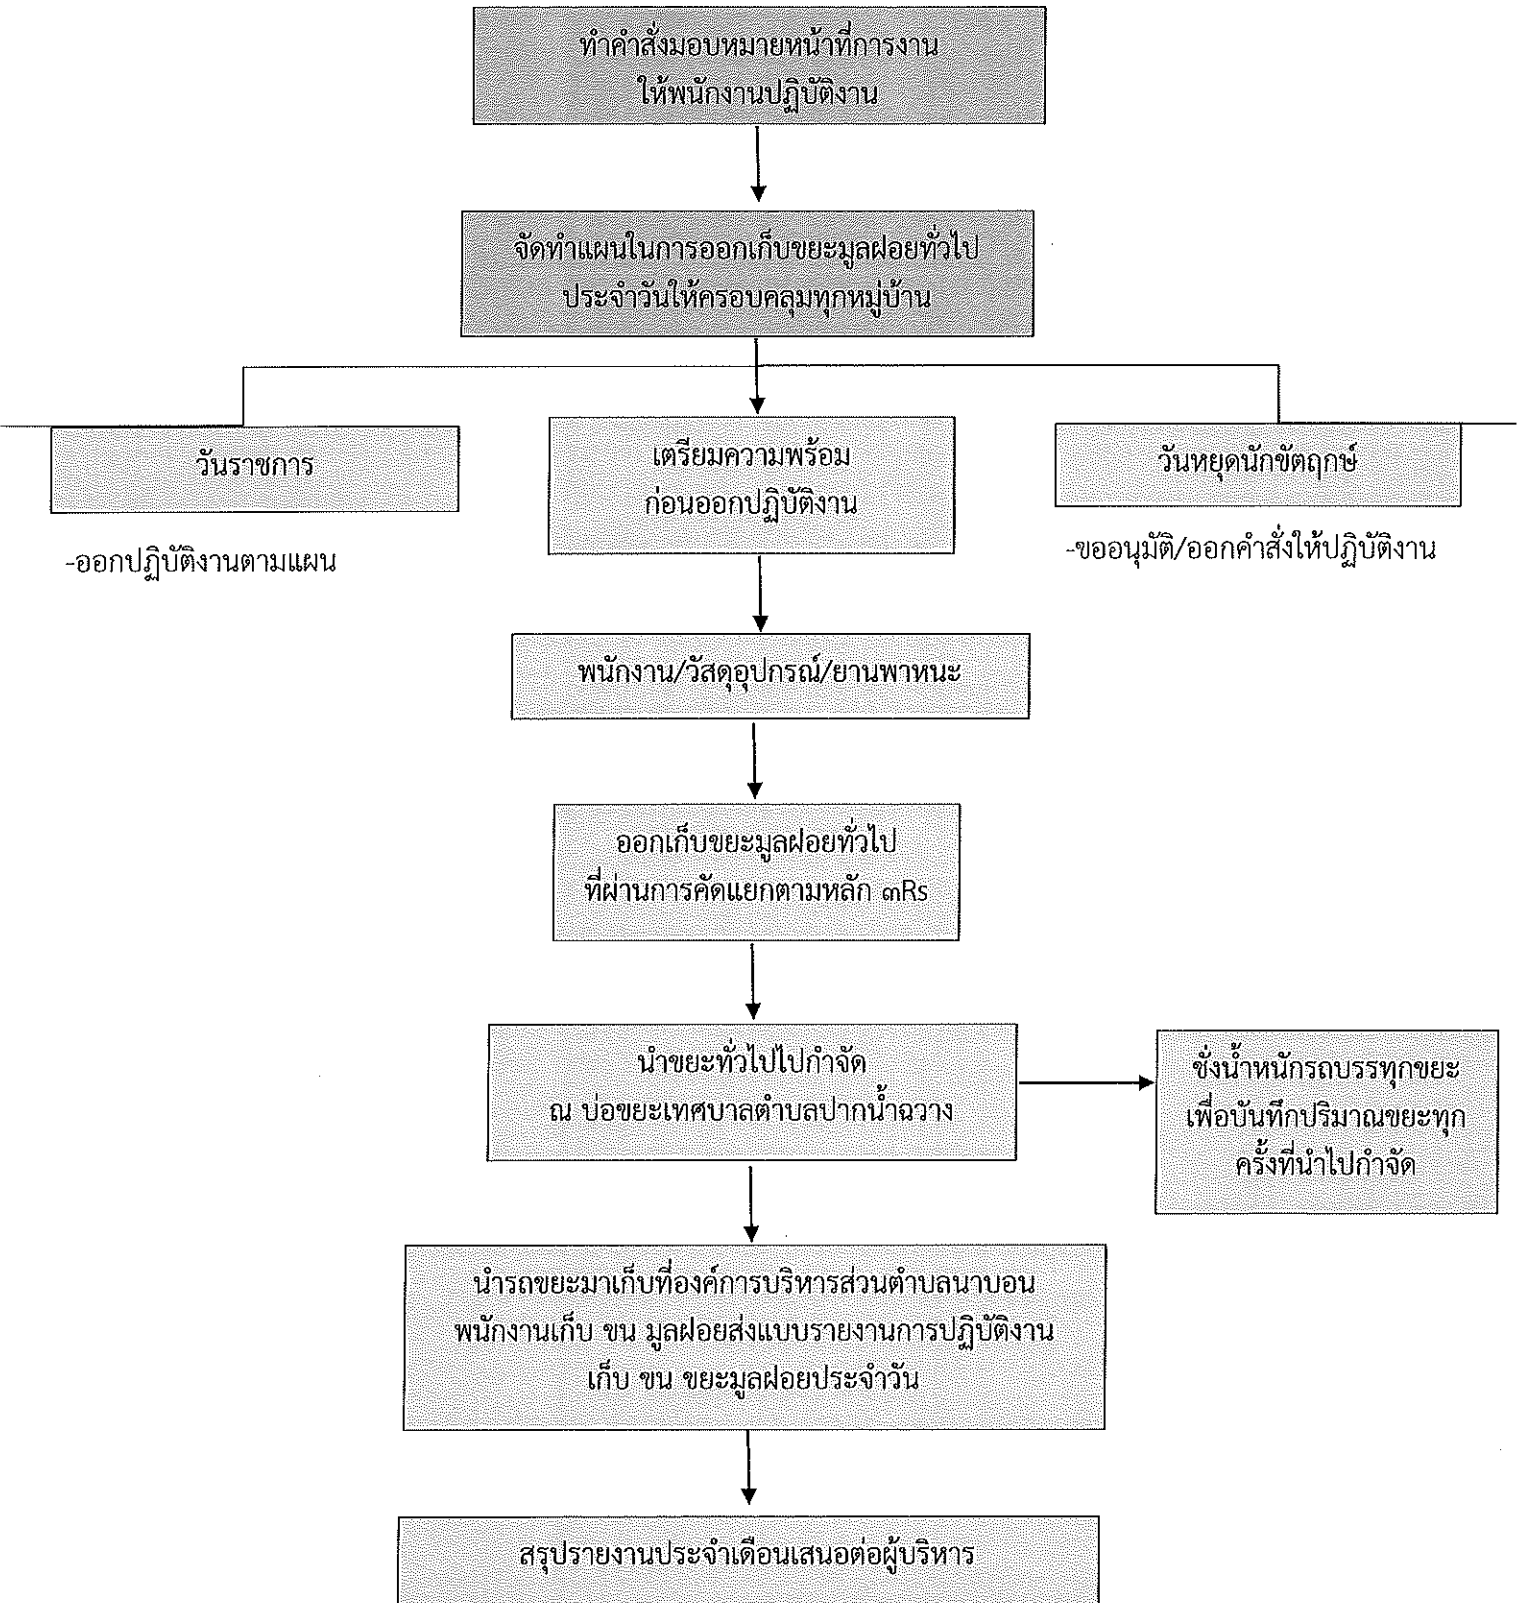 ทำคำสั่งมอบหมายหน้าที่การงาน
ให้พนักงานปฏิบัติงาน
จัดทำแผนในการออกเก็บขยะมูลฝอยทั่วไป
ประจำวันให้ครอบคลุมทุกหมู่บ้าน
วันราชการ
-ออกปฏิบัติงานตามแผน
เตรียมความพร้อม
ก่อนออกปฏิบัติงาน
วันหยุดนักขัตฤกษ์
-ขออนุมัติ/ออกคำสั่งให้ปฏิบัติงาน
พนักงาน/วัสดุอุปกรณ์/ยานพาหนะ
ออกเก็บขยะมูลฝอยทั่วไป
ที่ผ่านการคัดแยกตามหลัก ๓Rs
นำขยะทั่วไปไปกำจัด
ณ บ่อขยะเทศบาลตำบลปากน้ำฉวาง
ชั่งน้ำหนักรถบรรทุกขยะ
เพื่อบันทึกปริมาณขยะทุก
ครั้งที่นำไปกำจัด
นำรถขยะมาเก็บที่องค์การบริหารส่วนตำบลนาบอน
พนักงานเก็บ ขน มูลฝอยส่งแบบรายงานการปฏิบัติงาน
เก็บ ขน ขยะมูลฝอยประจำวัน
สรุปรายงานประจำเดือนเสนอต่อผู้บริหาร